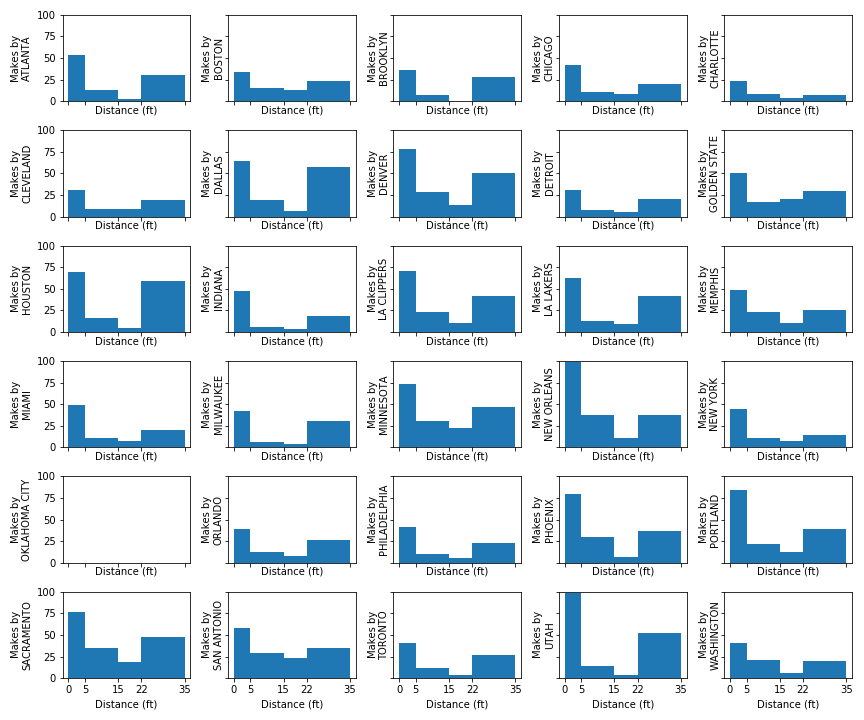 100
75
50
25
0
Makes by
ATLANTA
Distance (ft)
Makes by
BOSTON
Distance (ft)
Makes by
BROOKLYN
Distance (ft)
Makes by
CHICAGO
Distance (ft)
Makes by
CHARLOTTE
Distance (ft)
100
75
50
25
0
Makes by
CLEVELAND
Distance (ft)
Makes by
DALLAS
Distance (ft)
Makes by
DENVER
Distance (ft)
Makes by
DETROIT
Distance (ft)
Makes by
GOLDEN STATE
Distance (ft)
100
75
50
25
0
Makes by
HOUSTON
Distance (ft)
Makes by
INDIANA
Distance (ft)
Makes by
LA CLIPPERS
Distance (ft)
Makes by
LA LAKERS
Distance (ft)
Makes by
MEMPHIS
Distance (ft)
100
75
50
25
0
Makes by
MIAMI
Distance (ft)
Makes by
MILWAUKEE
Distance (ft)
Makes by
MINNESOTA
Distance (ft)
Makes by
NEW ORLEANS
Distance (ft)
Makes by
NEW YORK
Distance (ft)
100
75
50
25
0
Makes by
OKLAHOMA CITY
Distance (ft)
Makes by
ORLANDO
Distance (ft)
Makes by
PHILADELPHIA
Distance (ft)
Makes by
PHOENIX
Distance (ft)
Makes by
PORTLAND
Distance (ft)
100
75
50
25
0
Makes by
SACRAMENTO
0 5 15 22 35
Distance (ft)
Makes by
SAN ANTONIO
0 5 15 22 35
Distance (ft)
Makes by
TORONTO
0 5 15 22 35
Distance (ft)
Makes by
UTAH
0 5 15 22 35
Distance (ft)
Makes by
WASHINGTON
0 5 15 22 35
Distance (ft)